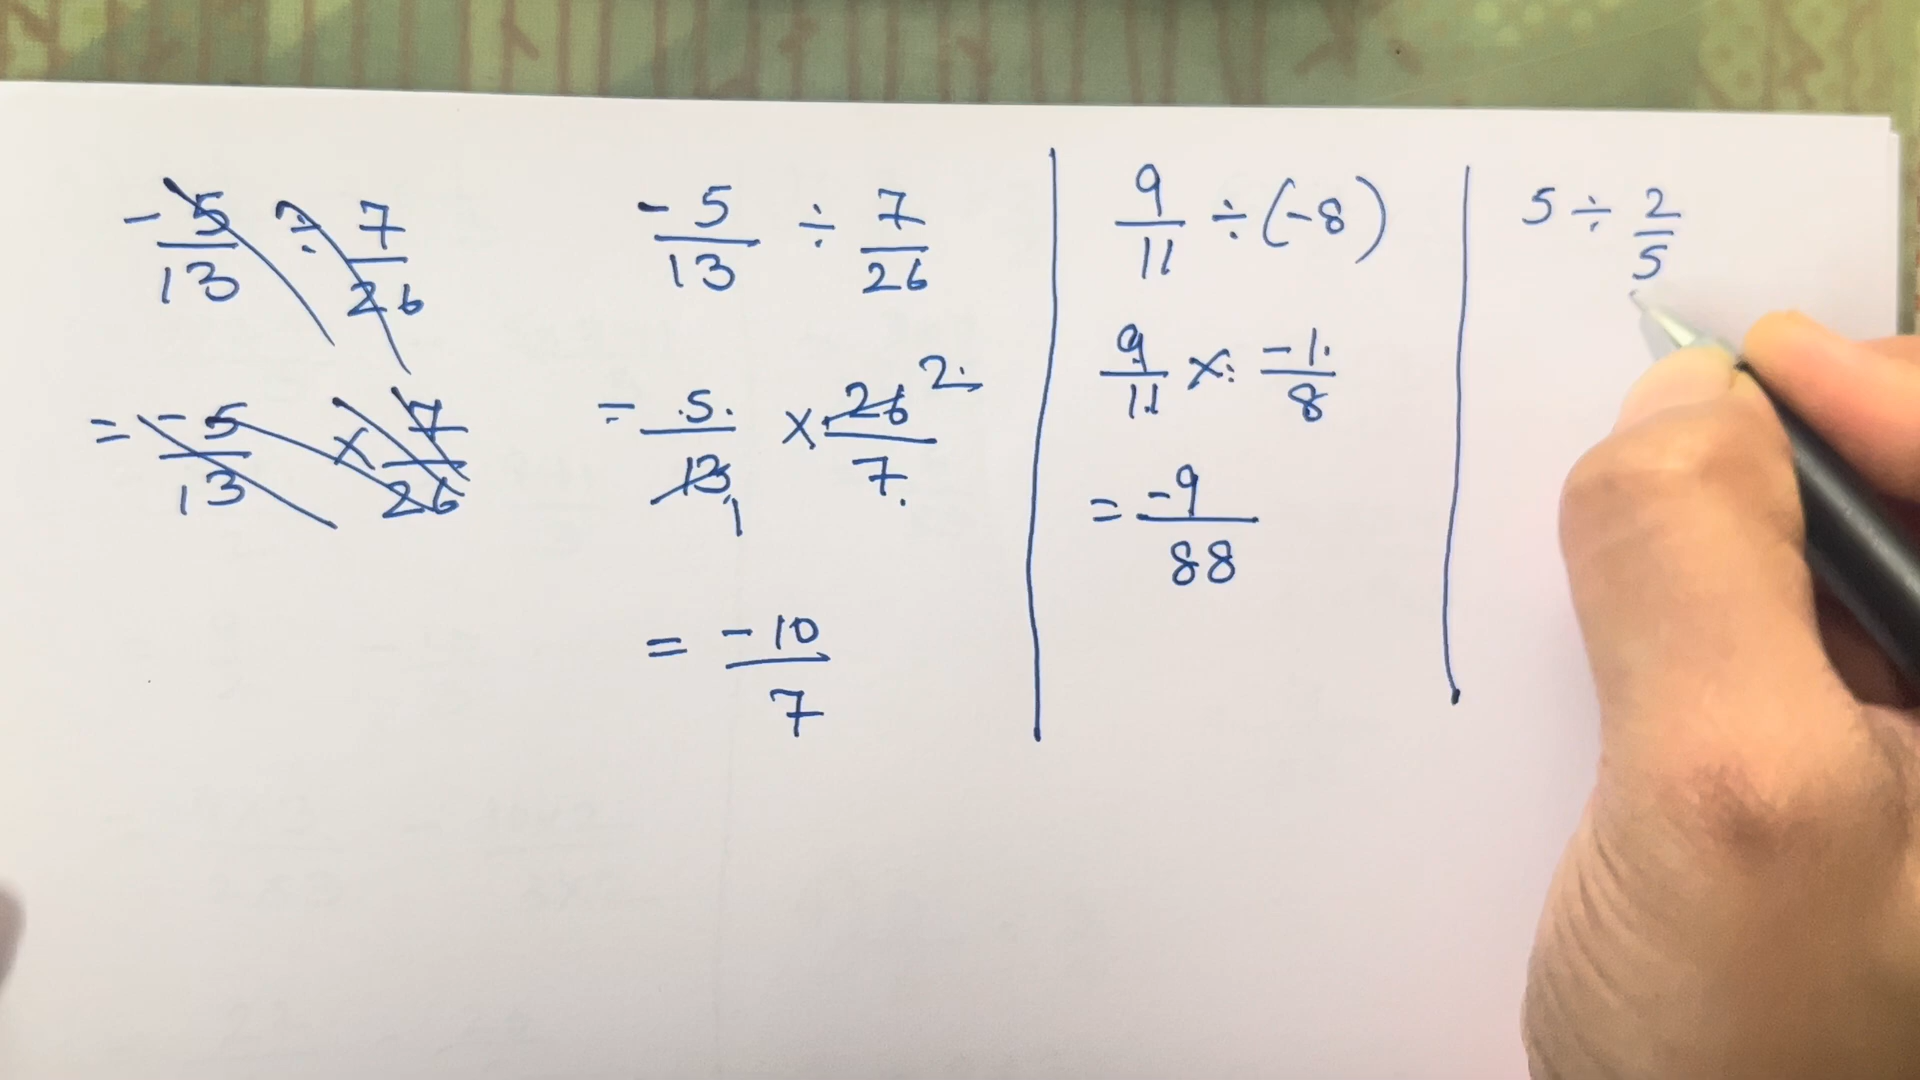 -5/13 ÷ 7/26
= -5/13 × 7/26
-5/13 ÷ 7/26
= 5/13 × 26/7 2 1
= -10/7
9/11 ÷ (-8)
9/11 × -1/8
= -9/88
5 ÷ 2/5